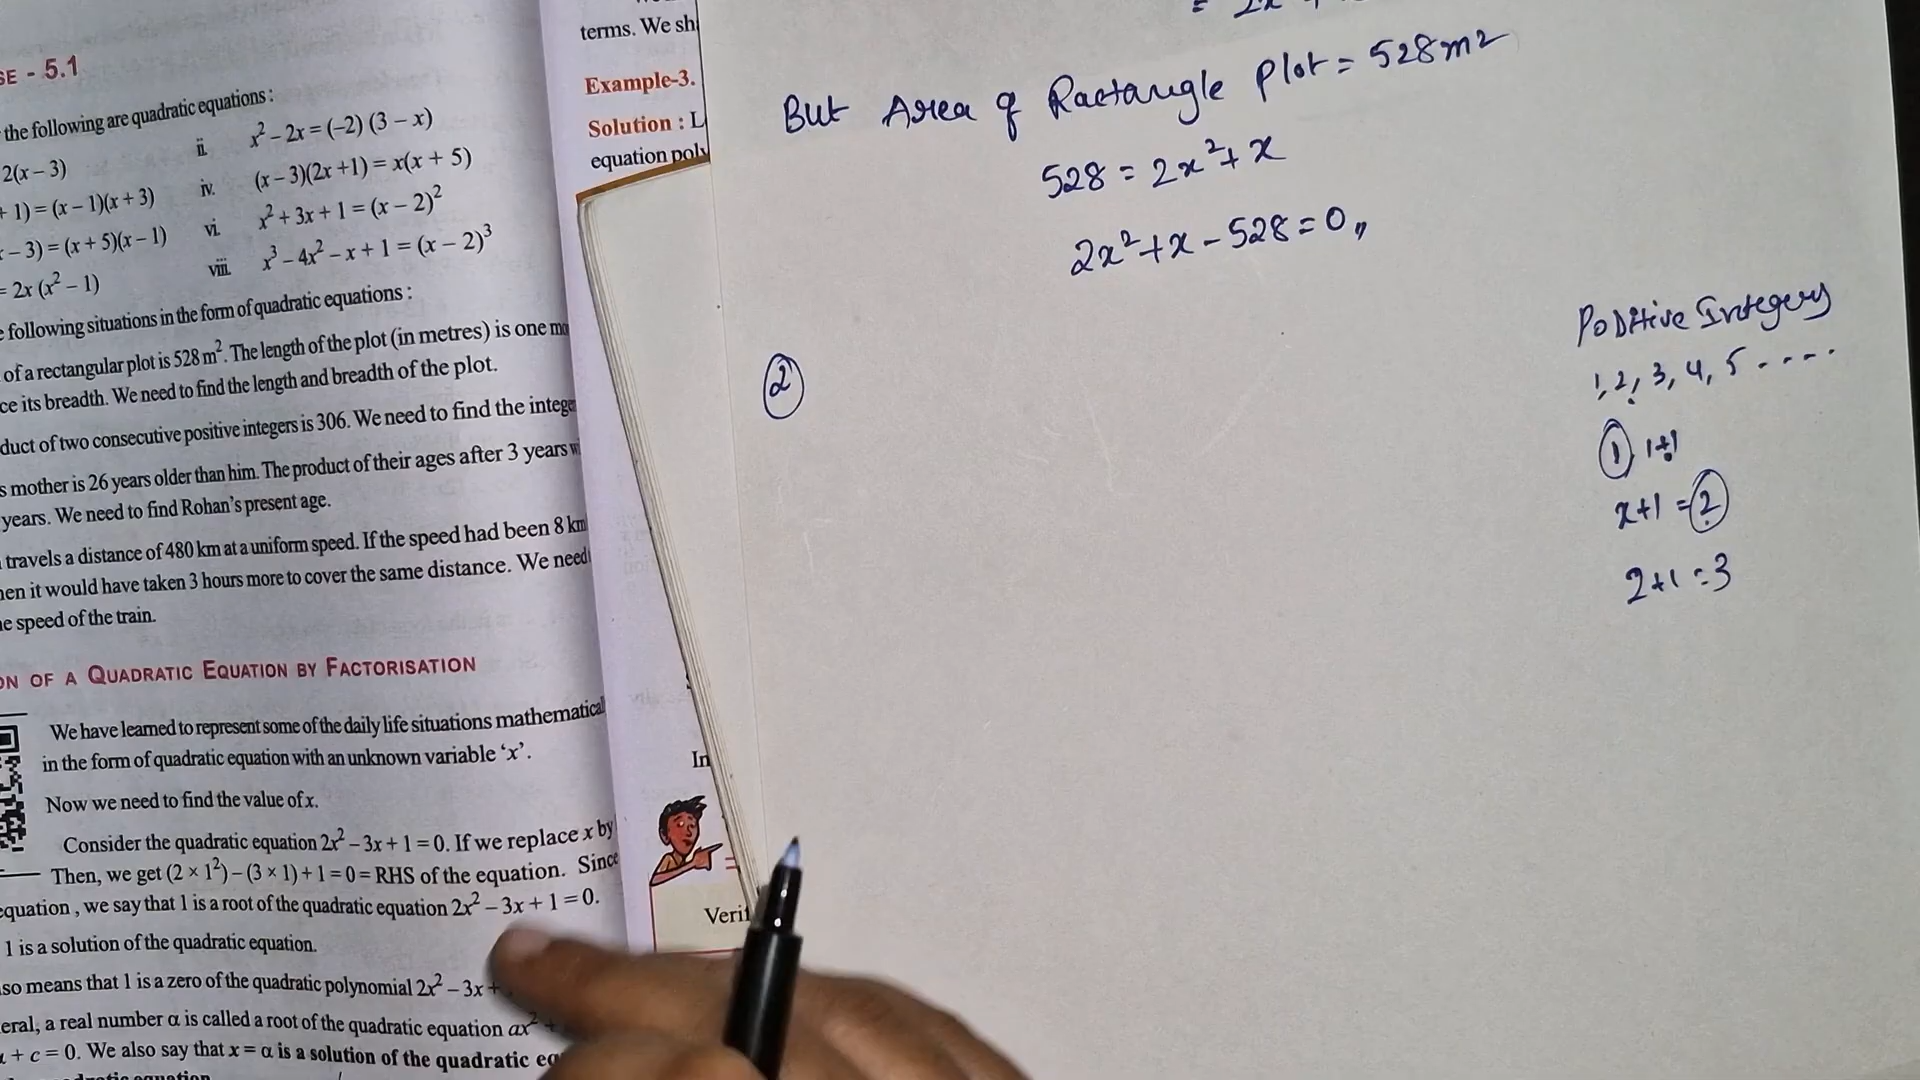 SE - 5.1
the following are quadratic equations :
2(x – 3)
ii. x² – 2x = (–2) (3 – x)
+ 1) = (x – 1)(x + 3)
iv. (x – 3)(2x + 1) = x(x + 5)
– 3) = (x + 5)(x – 1)
vi. x² + 3x + 1 = (x – 2)²
= 2x (x² – 1)
viii. x³ – 4x² – x + 1 = (x – 2)³
following situations in the form of quadratic equations :
of a rectangular plot is 528 m². The length of the plot (in metres) is one mo
ce its breadth. We need to find the length and breadth of the plot.
duct of two consecutive positive integers is 306. We need to find the intege
s mother is 26 years older than him. The product of their ages after 3 years w
years. We need to find Rohan's present age.
travels a distance of 480 km at a uniform speed. If the speed had been 8 km
en it would have taken 3 hours more to cover the same distance. We need
e speed of the train.
ON OF A QUADRATIC EQUATION BY FACTORISATION
We have learned to represent some of the daily life situations mathematical
in the form of quadratic equation with an unknown variable 'x'.
Now we need to find the value of x.
Consider the quadratic equation 2x² – 3x + 1 = 0. If we replace x by
Then, we get (2 × 1²) – (3 × 1) + 1 = 0 = RHS of the equation. Since
equation , we say that 1 is a root of the quadratic equation 2x² – 3x + 1 = 0.
1 is a solution of the quadratic equation.
so means that 1 is a zero of the quadratic polynomial 2x² – 3x +
eral, a real number α is called a root of the quadratic equation ax² +
+ c = 0. We also say that x = α is a solution of the quadratic eq
terms. We sh
Example-3.
Solution : L
equation poly
In
Verif
But Area of Ractangle Plot = 528m²
528 = 2x² + x
2x² + x - 528 = 0,,
②
Positive Integers
1, 2, 3, 4, 5 - - - -
① 1+1
x+1 = ②
2+1 = 3